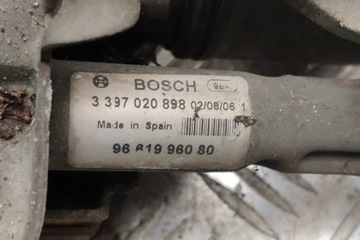 BOSCH
3 397 020 898 02/08/06 1
Made in Spain
96 619 960 80